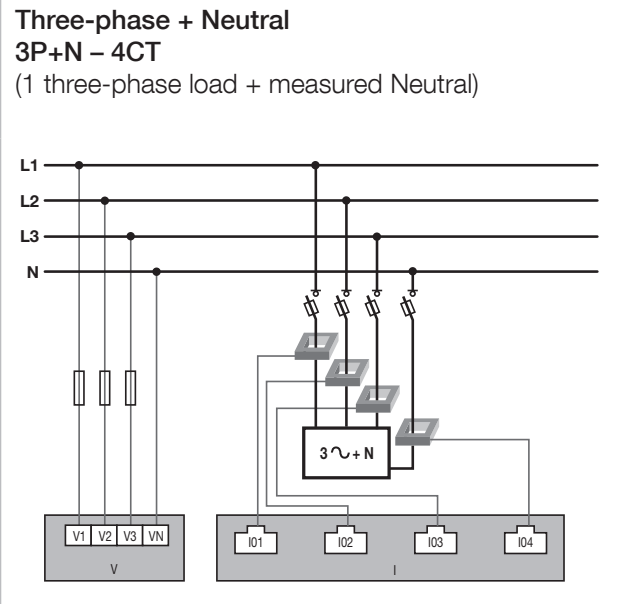 Three-phase + Neutral
3P+N – 4CT
(1 three-phase load + measured Neutral)
L1
L2
L3
N
3 ∿ + N
V1 V2 V3 VN
I01 I02 I03 I04
V
I